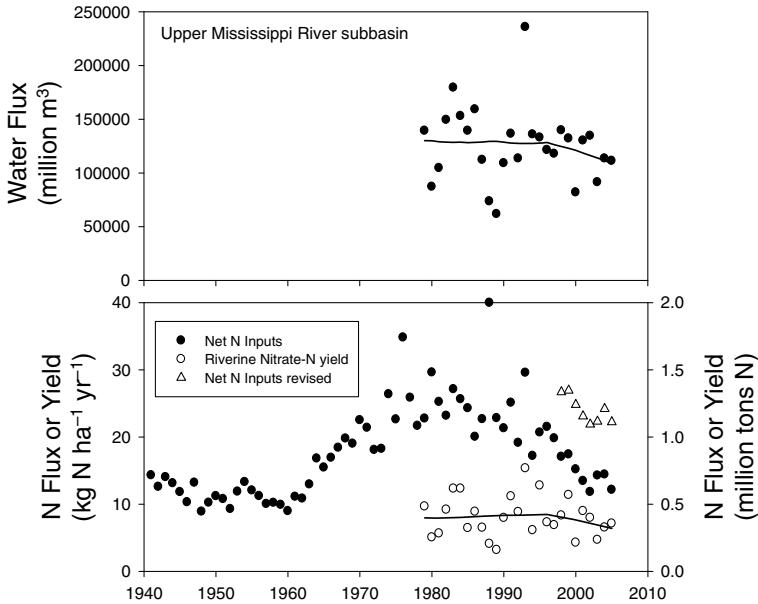 Upper Mississippi River subbasin
Water Flux
(million m³)
250000
200000
150000
100000
50000
0
N Flux or Yield
(kg N ha⁻¹ yr⁻¹)
40
30
20
10
0
Net N Inputs
Riverine Nitrate-N yield
Net N Inputs revised
2.0
1.5
1.0
0.5
0.0
N Flux or Yield
(million tons N)
1940 1950 1960 1970 1980 1990 2000 2010